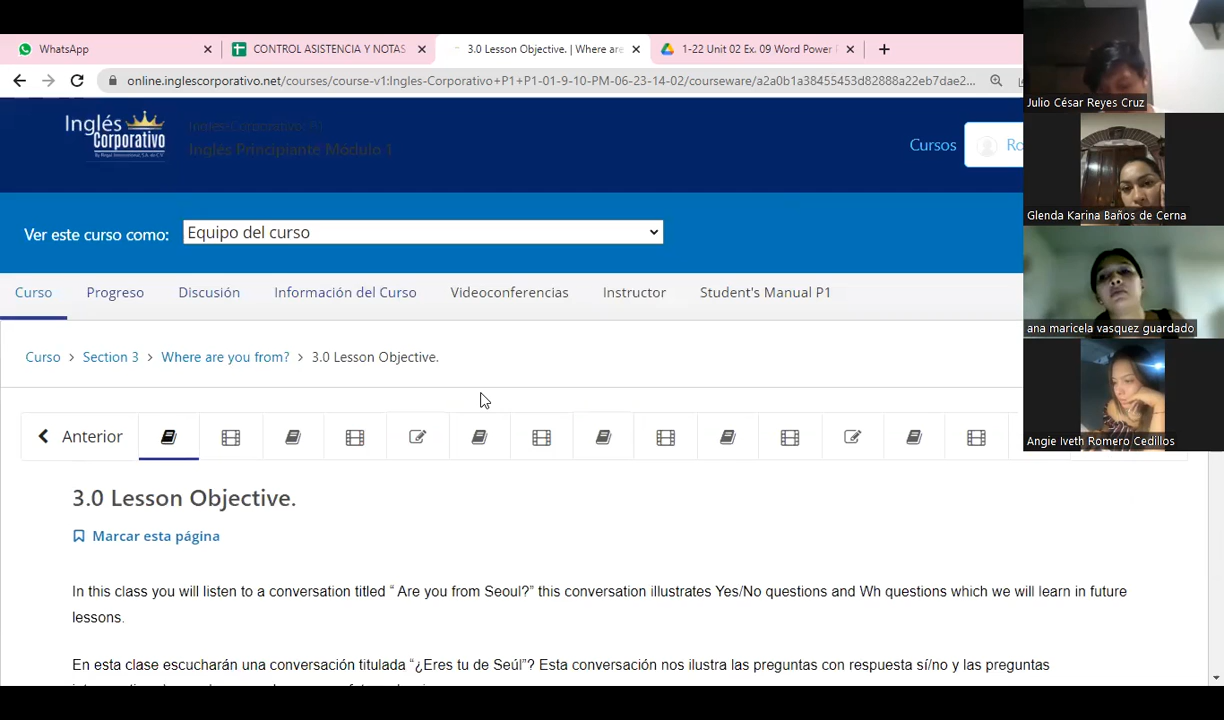 WhatsApp
CONTROL ASISTENCIA Y NOTAS
3.0 Lesson Objective. | Where are
1-22 Unit 02 Ex. 09 Word Power
online.inglescorporativo.net/courses/course-v1:Ingles-Corporativo+P1+P1-01-9-10-PM-06-23-14-02/courseware/a2a0b1a38455453d82888a22eb7dae2...
Inglés
Corporativo
Inglés Principiante Módulo 1
Cursos
Ro
Ver este curso como:
Equipo del curso
Curso
Progreso
Discusión
Información del Curso
Videoconferencias
Instructor
Student's Manual P1
Curso > Section 3 > Where are you from? > 3.0 Lesson Objective.
Anterior
3.0 Lesson Objective.
Marcar esta página
In this class you will listen to a conversation titled “ Are you from Seoul?” this conversation illustrates Yes/No questions and Wh questions which we will learn in future
lessons.
En esta clase escucharán una conversación titulada “¿Eres tu de Seúl”? Esta conversación nos ilustra las preguntas con respuesta sí/no y las preguntas
Julio César Reyes Cruz
Glenda Karina Baños de Cerna
ana maricela vasquez guardado
Angie Iveth Romero Cedillos